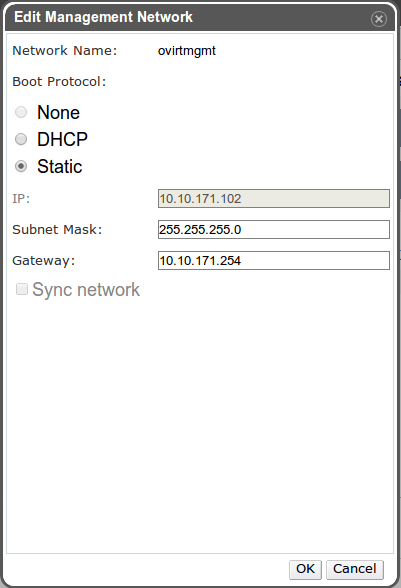 Edit Management Network
Network Name: ovirtmgmt
Boot Protocol:
None
DHCP
Static
IP: 10.10.171.102
Subnet Mask: 255.255.255.0
Gateway: 10.10.171.254
Sync network
OK Cancel